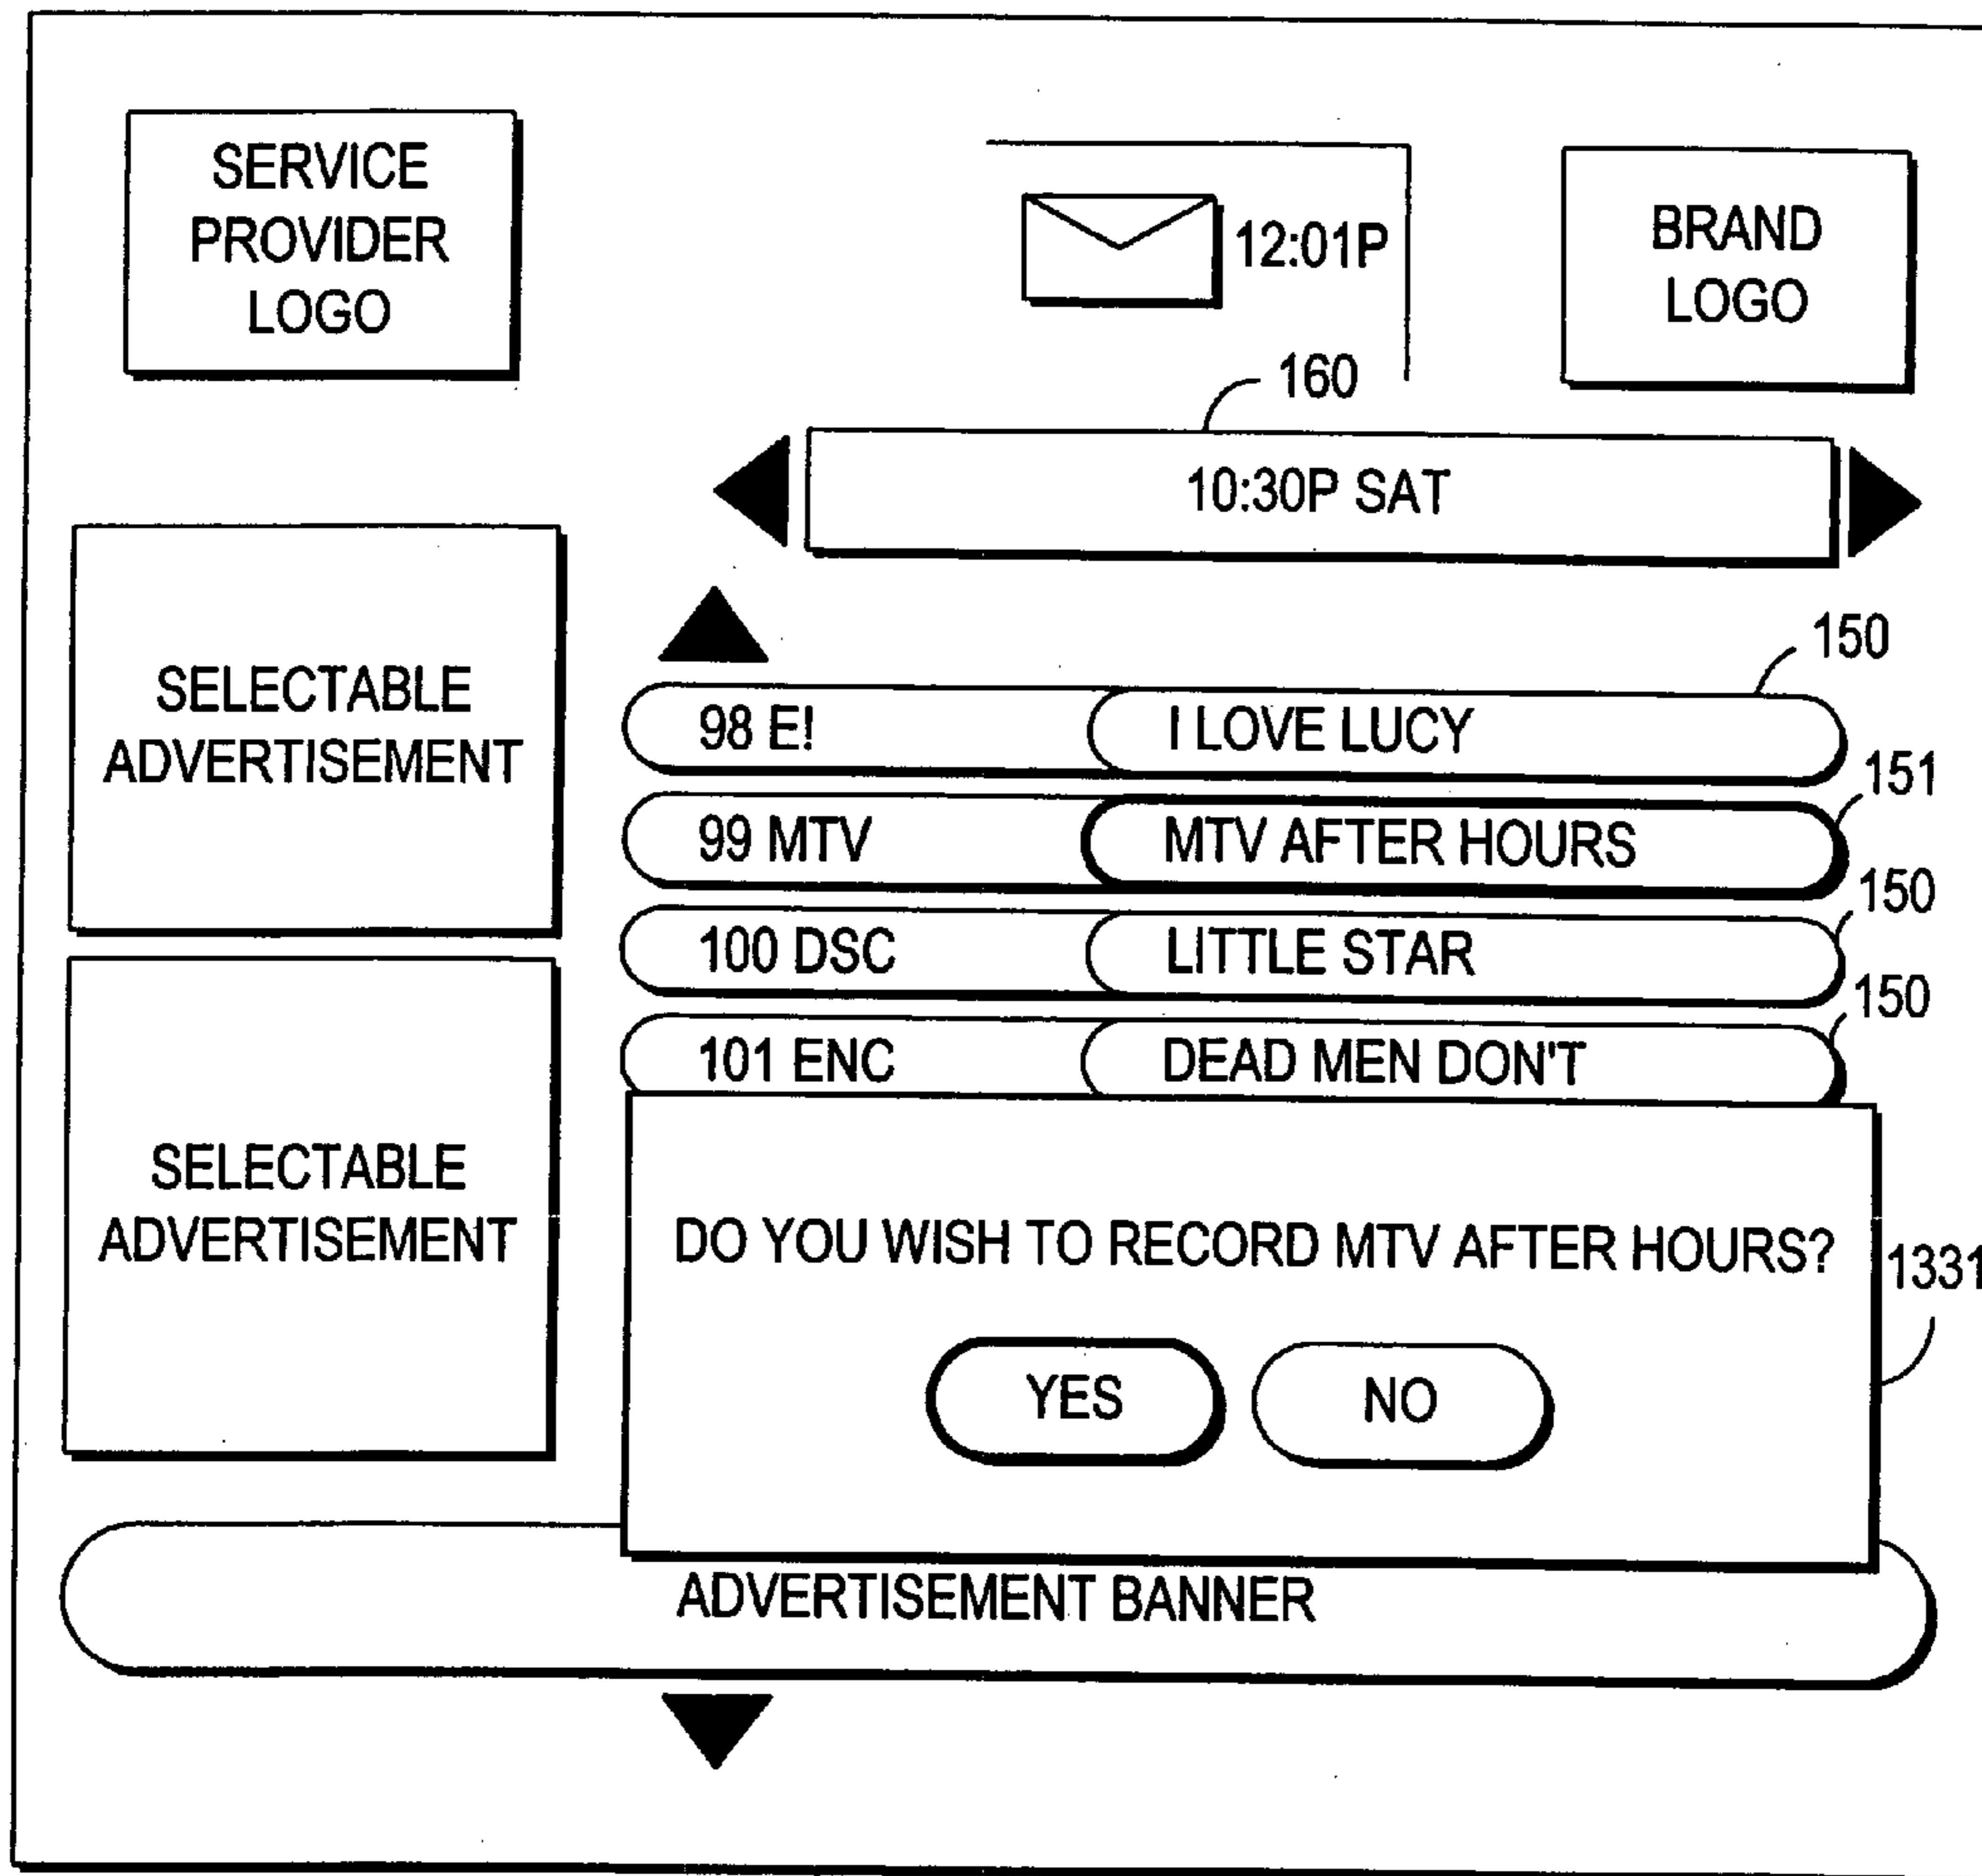 SERVICE
PROVIDER
LOGO
12:01P
BRAND
LOGO
160
10:30P SAT
SELECTABLE
ADVERTISEMENT
150
98 E! I LOVE LUCY
151
99 MTV MTV AFTER HOURS
150
100 DSC LITTLE STAR
150
101 ENC DEAD MEN DON'T
SELECTABLE
ADVERTISEMENT
DO YOU WISH TO RECORD MTV AFTER HOURS?
1331
YES NO
ADVERTISEMENT BANNER